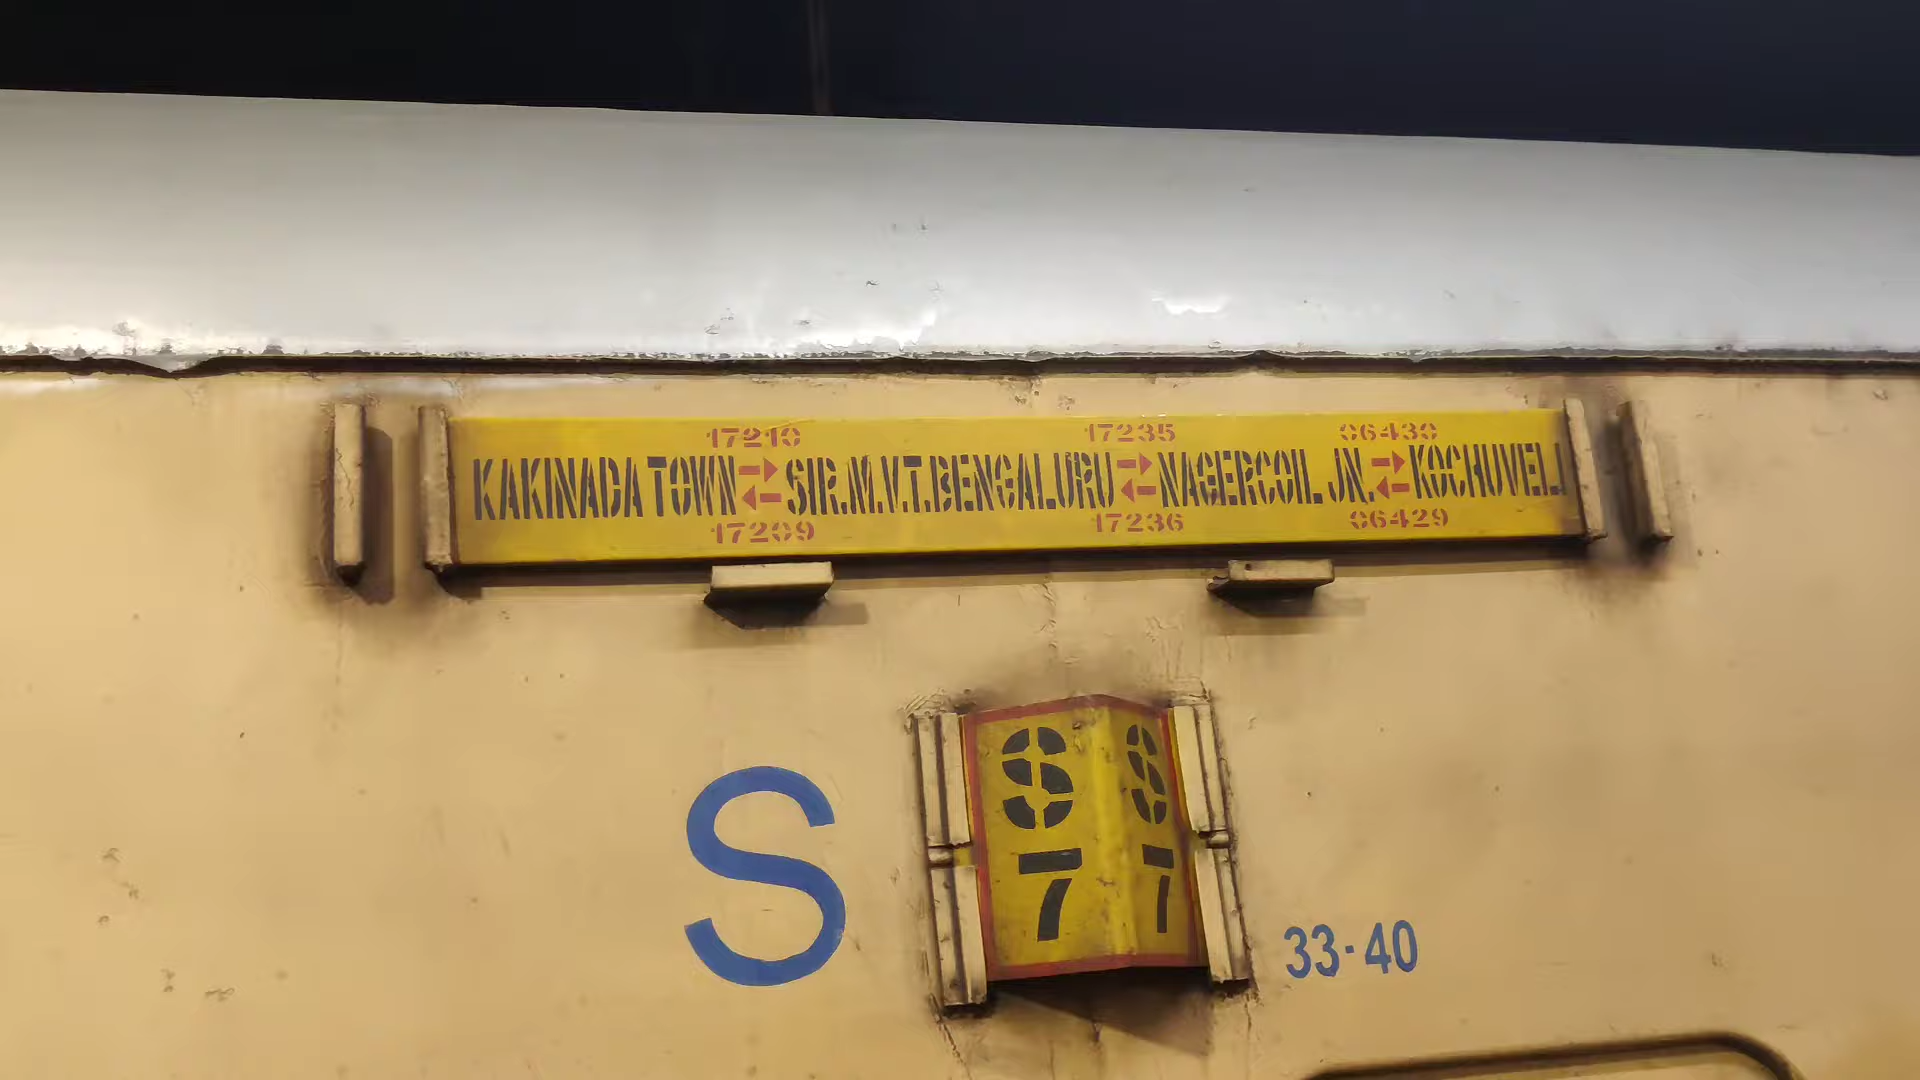 17210 17235 06430
KAKINADA TOWN ⇄ SIR.M.V.T.BENGALURU ⇄ NAGERCOIL JN. ⇄ KOCHUVELI
17209 17236 06429
S S
7 7
S
33-40